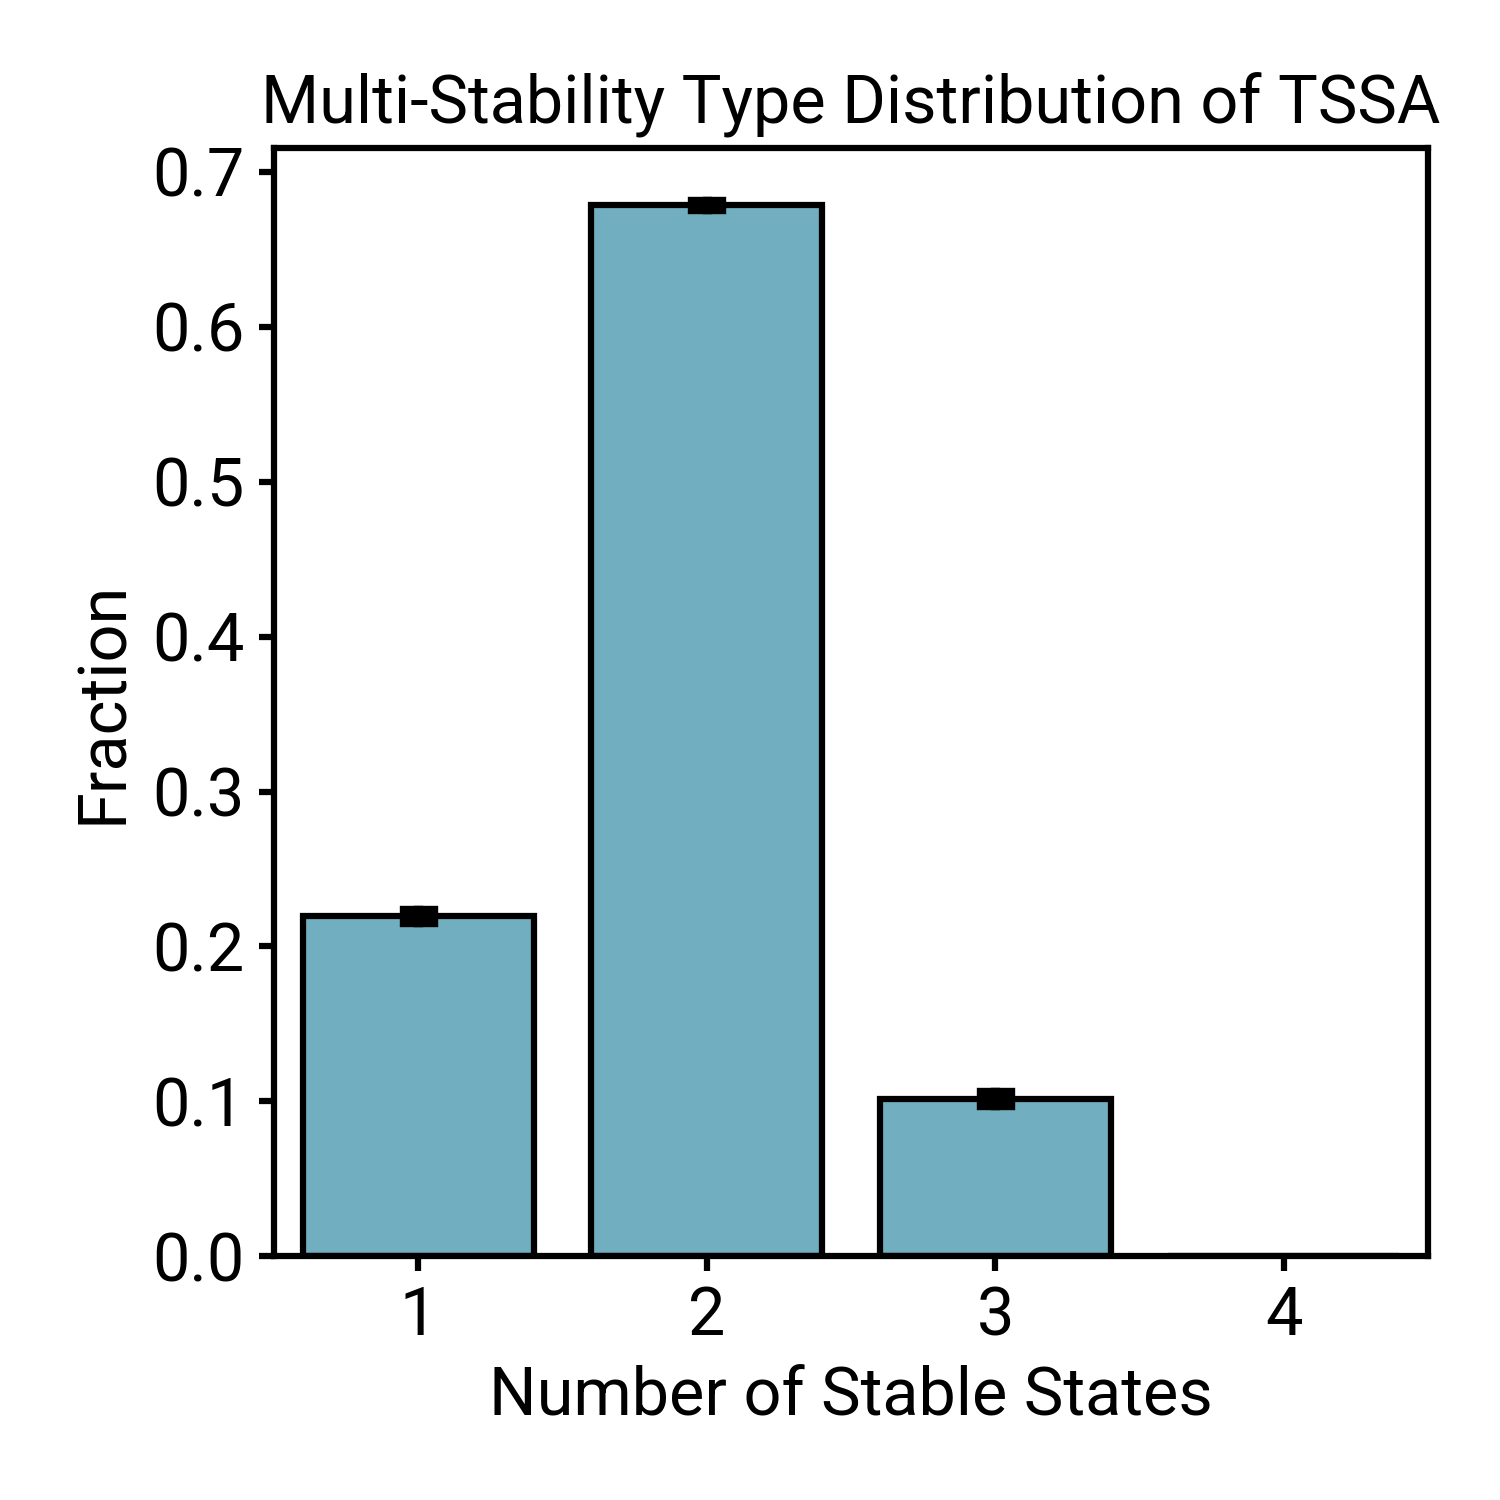 Multi-Stability Type Distribution of TSSA
0.7
0.6
0.5
0.4
0.3
0.2
0.1
0.0
Fraction
1 2 3 4
Number of Stable States